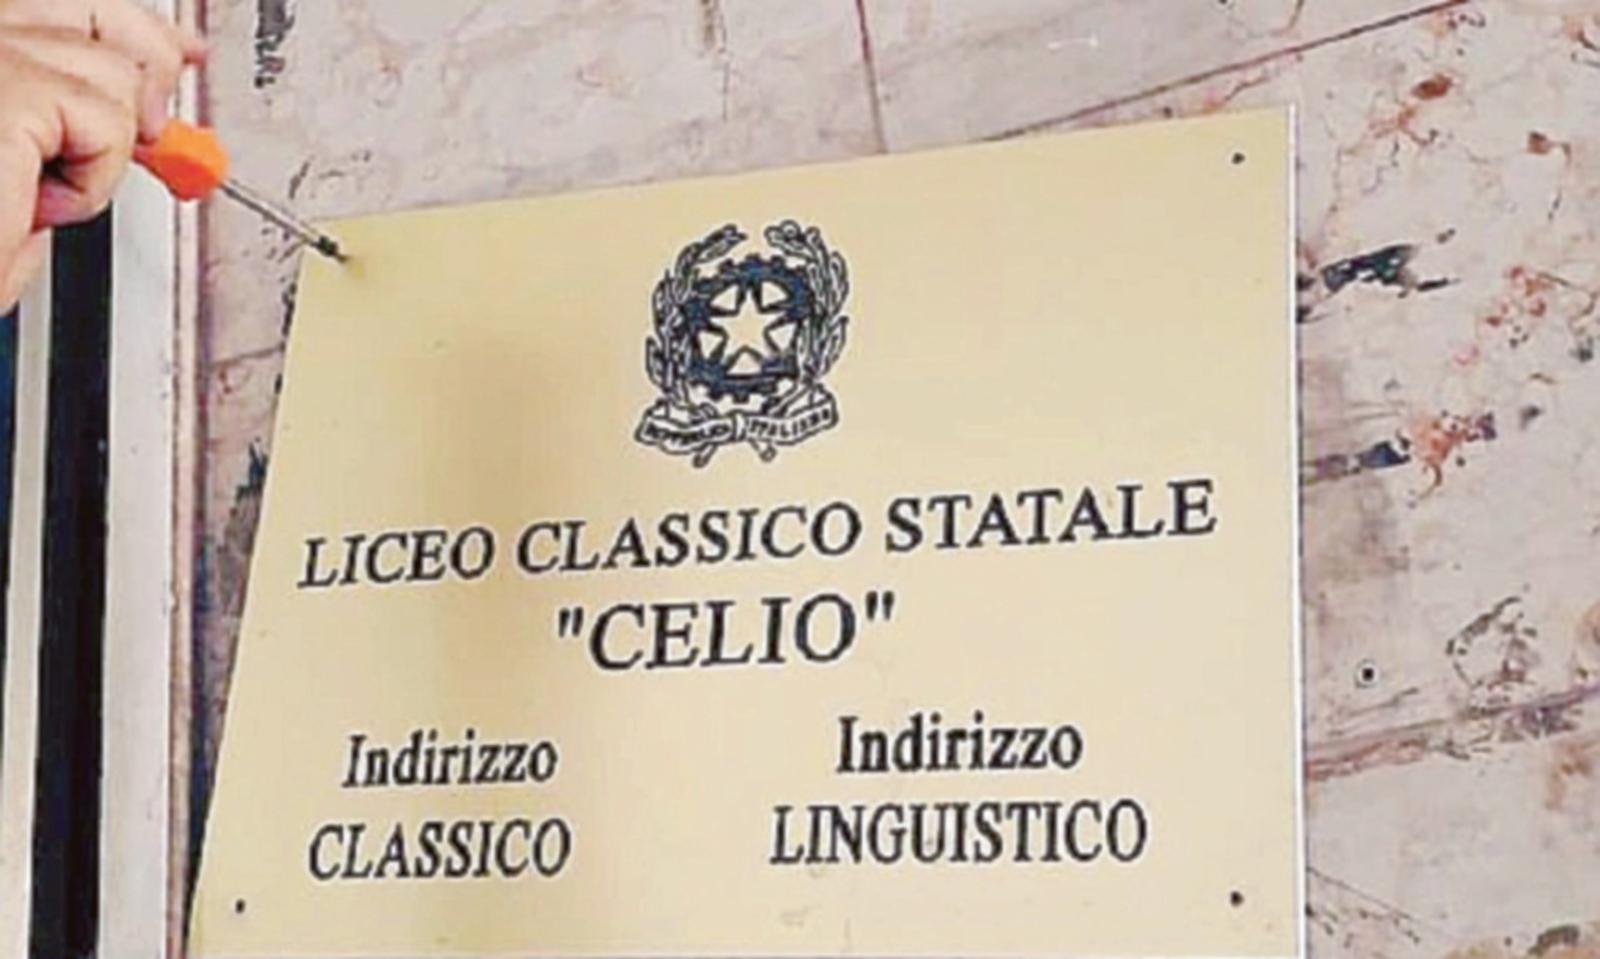 REPUBBLICA ITALIANA
LICEO CLASSICO STATALE
"CELIO"
Indirizzo
CLASSICO
Indirizzo
LINGUISTICO